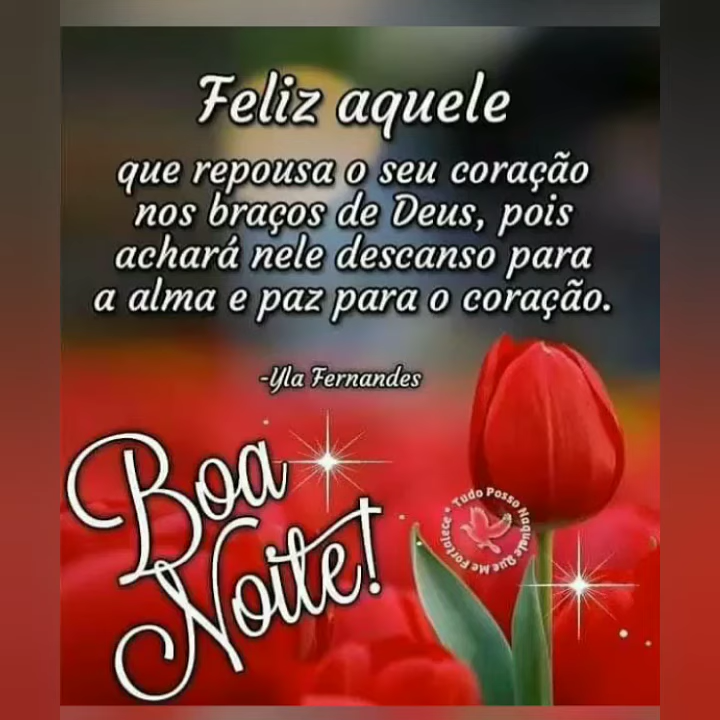 Feliz aquele
que repousa o seu coração
nos braços de Deus, pois
achará nele descanso para
a alma e paz para o coração.
-Yla Fernandes
Boa
Noite!
Tudo Posso Naquele Que Me Fortalece